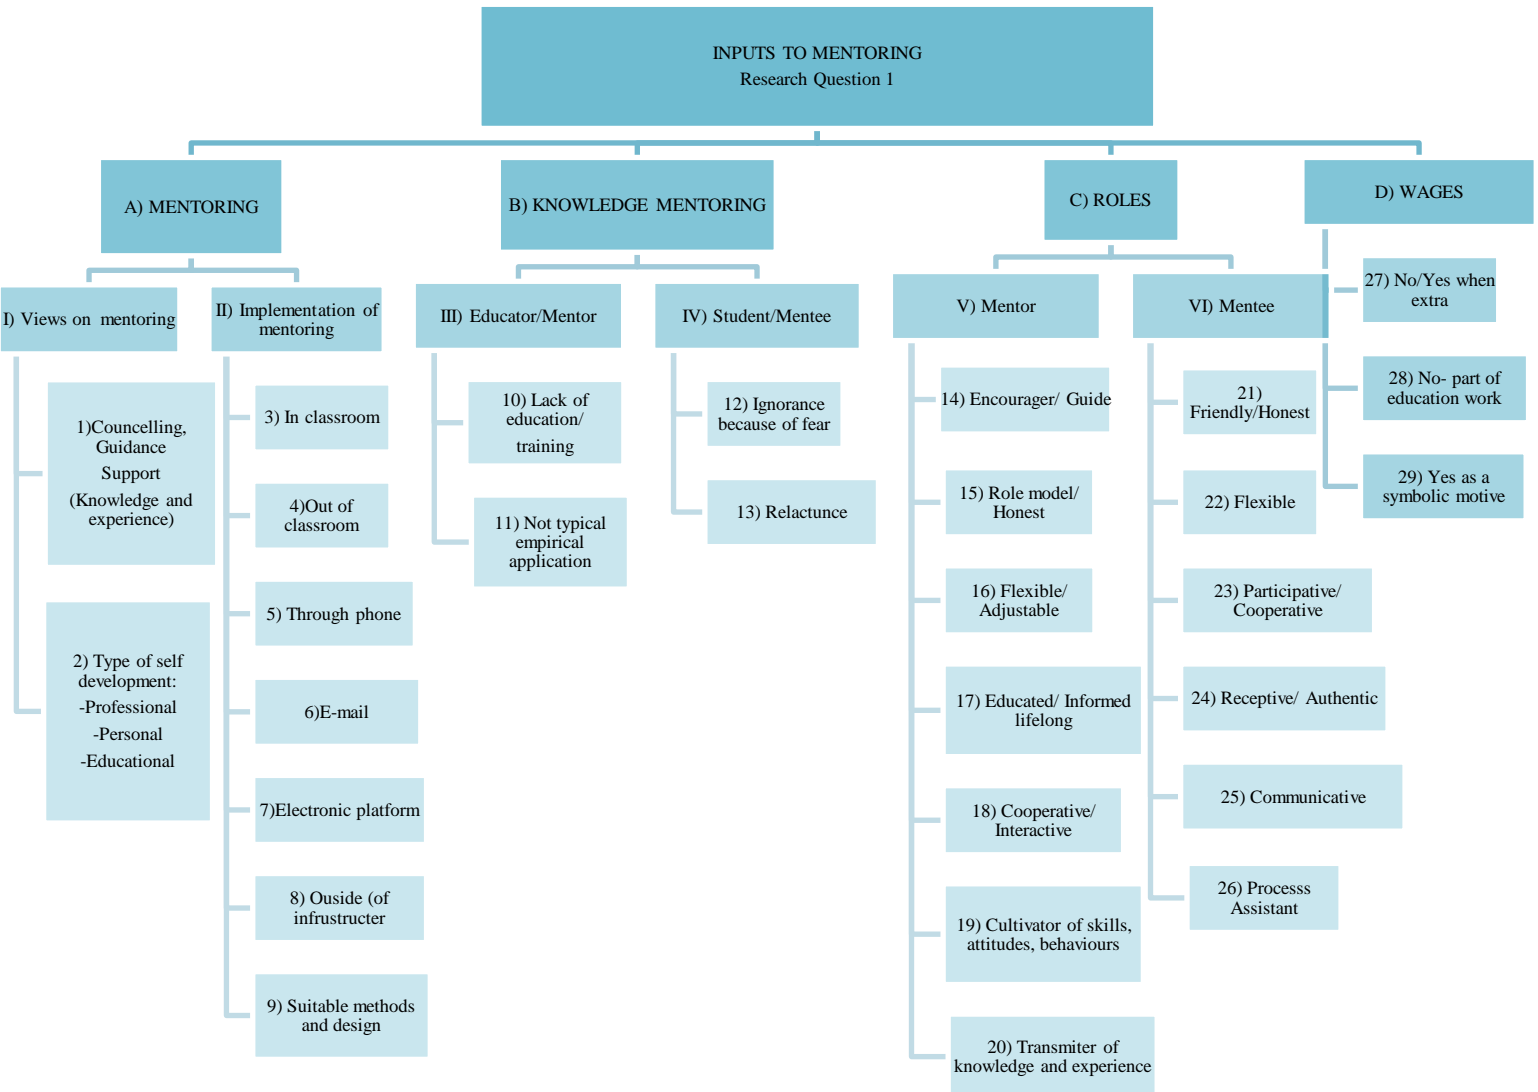 INPUTS TO MENTORING
Research Question 1
A) MENTORING
B) KNOWLEDGE MENTORING
C) ROLES
D) WAGES
I) Views on mentoring
II) Implementation of
mentoring
III) Educator/Mentor
IV) Student/Mentee
V) Mentor
VI) Mentee
1)Councelling,
Guidance
Support
(Knowledge and
experience)
2) Type of self
development:
-Professional
-Personal
-Educational
3) In classroom
4)Out of
classroom
5) Through phone
6)E-mail
7)Electronic platform
8) Ouside (of
infrustructer
9) Suitable methods
and design
10) Lack of
education/
training
11) Not typical
empirical
application
12) Ignorance
because of fear
13) Relactunce
14) Encourager/ Guide
15) Role model/
Honest
16) Flexible/
Adjustable
17) Educated/ Informed
lifelong
18) Cooperative/
Interactive
19) Cultivator of skills,
attitudes, behaviours
20) Transmiter of
knowledge and experience
21)
Friendly/Honest
22) Flexible
23) Participative/
Cooperative
24) Receptive/ Authentic
25) Communicative
26) Processs
Assistant
27) No/Yes when
extra
28) No- part of
education work
29) Yes as a
symbolic motive